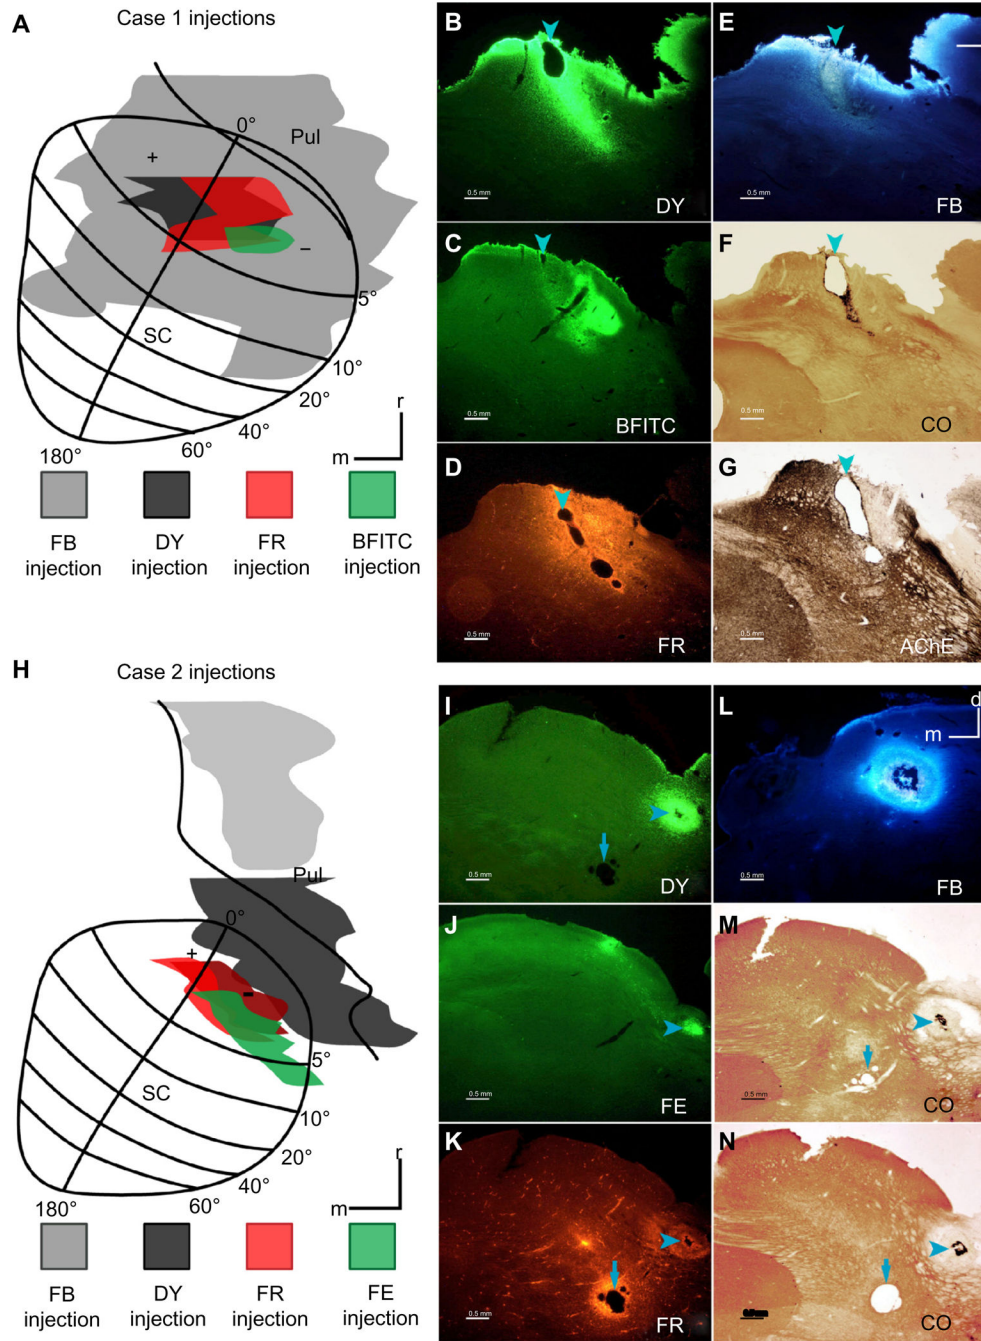 A
Case 1 injections
Pul
0°
+
–
5°
SC
10°
20°
40°
60°
180°
r
m
FB
injection
DY
injection
FR
injection
BFITC
injection
B
0.5 mm
DY
E
0.5 mm
FB
C
0.5 mm
BFITC
F
0.5 mm
CO
D
0.5 mm
FR
G
0.5 mm
AChE
H
Case 2 injections
Pul
0°
+
-
5°
SC
10°
20°
40°
60°
180°
r
m
FB
injection
DY
injection
FR
injection
FE
injection
I
0.5 mm
DY
L
d
m
0.5 mm
FB
J
0.5 mm
FE
M
0.5 mm
CO
K
0.5 mm
FR
N
CO